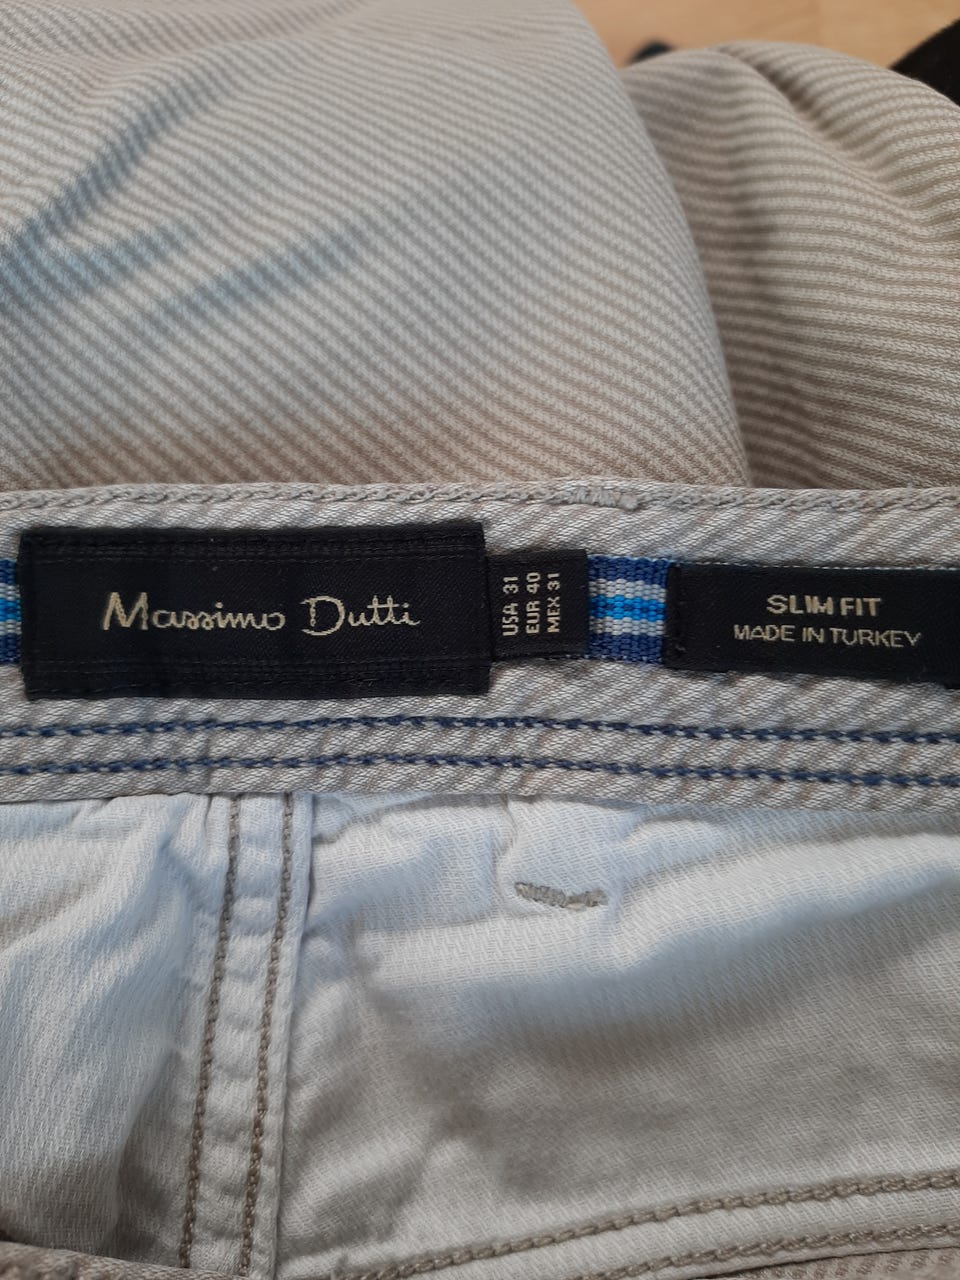 Massimo Dutti
USA 31
EUR 40
MEX 31
SLIM FIT
MADE IN TURKEY